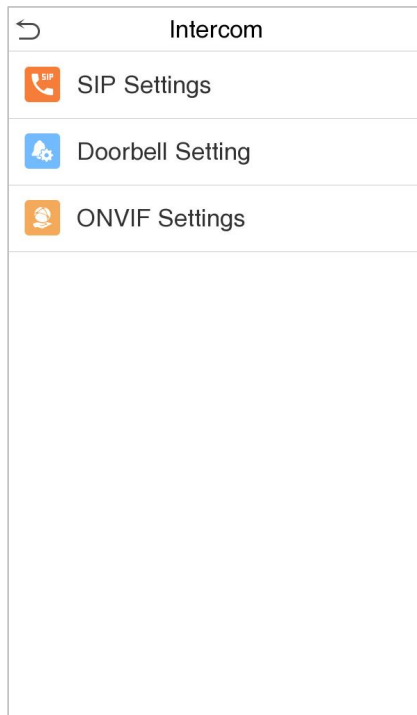 Intercom
SIP
SIP Settings
Doorbell Setting
ONVIF Settings